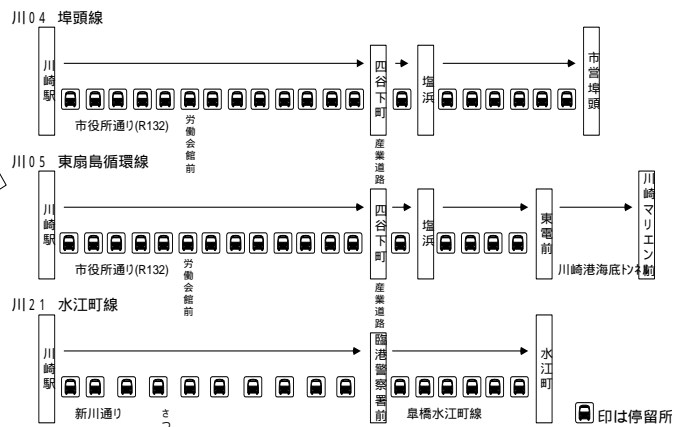 川04 埠頭線
川崎駅
四谷下町
塩浜
市営埠頭
市役所通り(R132)
労働会館前
産業道路
川05 東扇島循環線
川崎駅
四谷下町
塩浜
東電前
川崎マリエン前
市役所通り(R132)
労働会館前
産業道路
川崎港海底トンネル
川21 水江町線
川崎駅
臨港警察署前
水江町
新川通り
さつ
皐橋水江町線
印は停留所